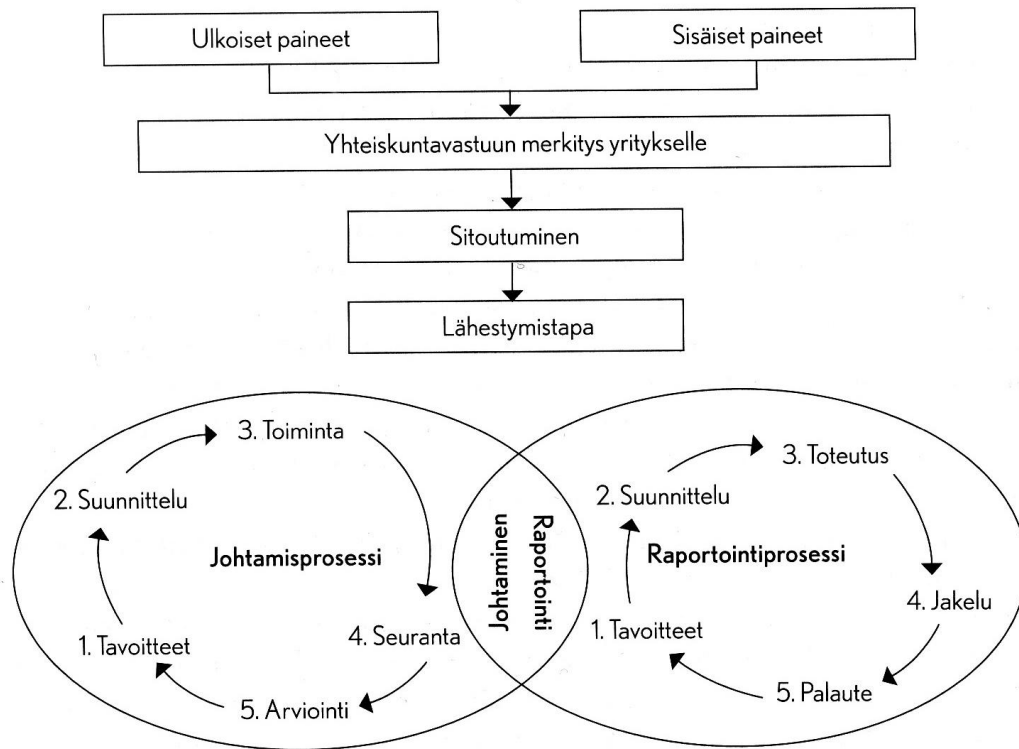 Ulkoiset paineet
Sisäiset paineet
Yhteiskuntavastuun merkitys yritykselle
Sitoutuminen
Lähestymistapa
3. Toiminta
2. Suunnittelu
Johtamisprosessi
4. Seuranta
1. Tavoitteet
5. Arviointi
Johtaminen
Raportointi
3. Toteutus
2. Suunnittelu
Raportointiprosessi
4. Jakelu
1. Tavoitteet
5. Palaute